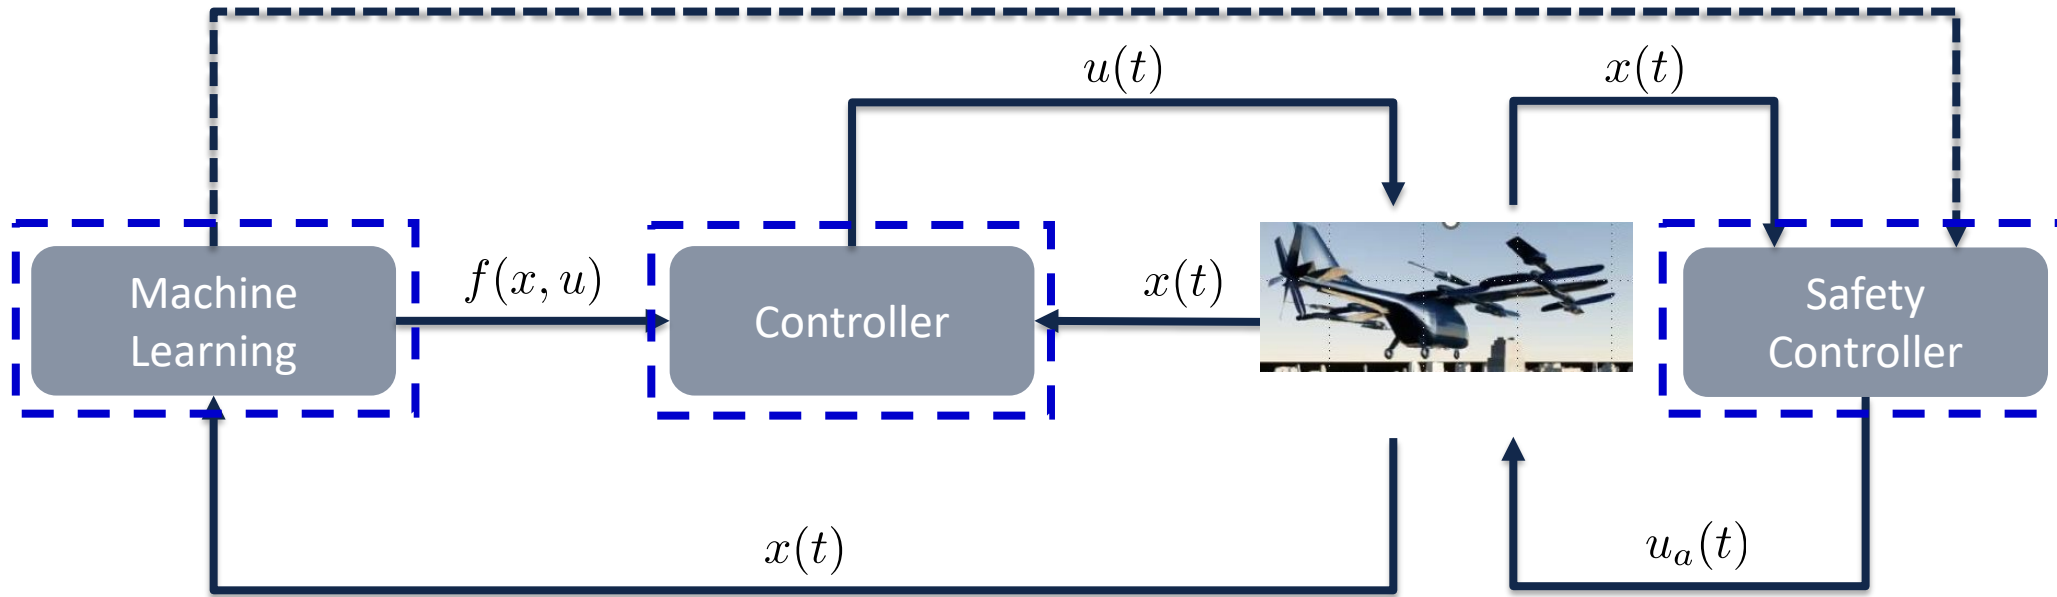 u(t)
x(t)
Machine
Learning
f(x, u)
Controller
x(t)
Safety
Controller
x(t)
u_a(t)